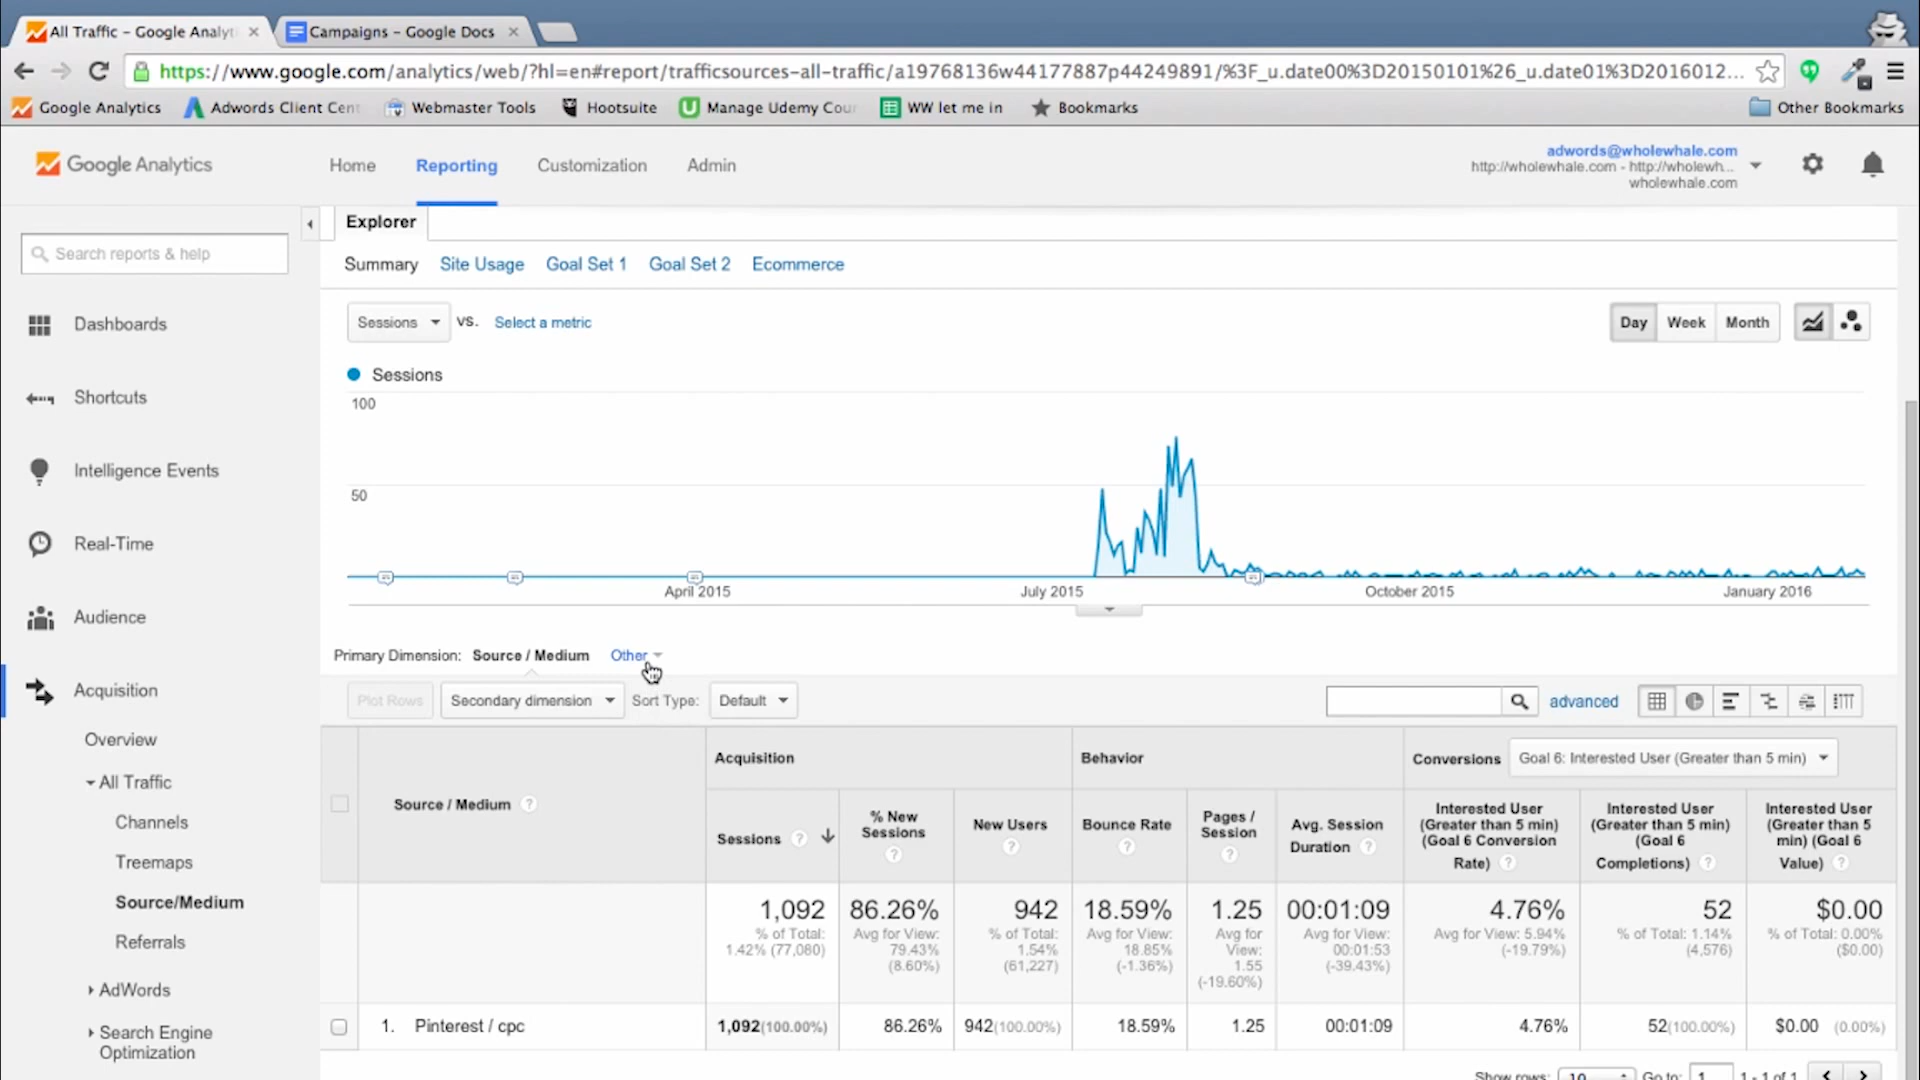 All Traffic – Google Analyt
Campaigns – Google Docs
https://www.google.com/analytics/web/?hl=en#report/trafficsources-all-traffic/a19768136w44177887p44249891/%3F_u.date00%3D20150101%26_u.date01%3D2016012...
Google Analytics
Adwords Client Cent
Webmaster Tools
Hootsuite
Manage Udemy Cou
WW let me in
Bookmarks
Other Bookmarks
Google Analytics
Home
Reporting
Customization
Admin
adwords@wholewhale.com
http://wholewhale.com - http://wholewh...
wholewhale.com
Search reports & help
Dashboards
Shortcuts
Intelligence Events
Real-Time
Audience
Acquisition
Overview
All Traffic
Channels
Treemaps
Source/Medium
Referrals
AdWords
Search Engine
Optimization
Explorer
Summary
Site Usage
Goal Set 1
Goal Set 2
Ecommerce
Sessions
VS.
Select a metric
Day
Week
Month
Sessions
100
50
April 2015
July 2015
October 2015
January 2016
Primary Dimension:
Source / Medium
Other
Plot Rows
Secondary dimension
Sort Type:
Default
advanced
Source / Medium
Acquisition
Behavior
Conversions
Goal 6: Interested User (Greater than 5 min)
Sessions
% New
Sessions
New Users
Bounce Rate
Pages /
Session
Avg. Session
Duration
Interested User
(Greater than 5 min)
(Goal 6 Conversion
Rate)
Interested User
(Greater than 5 min)
(Goal 6
Completions)
Interested User
(Greater than 5
min) (Goal 6
Value)
1,092
% of Total:
1.42% (77,080)
86.26%
Avg for View:
79.43%
(8.60%)
942
% of Total:
1.54%
(61,227)
18.59%
Avg for View:
18.85%
(-1.36%)
1.25
Avg for
View:
1.55
(-19.60%)
00:01:09
Avg for View:
00:01:53
(-39.43%)
4.76%
Avg for View: 5.94%
(-19.79%)
52
% of Total: 1.14%
(4,576)
$0.00
% of Total: 0.00%
($0.00)
1. Pinterest / cpc
1,092(100.00%)
86.26%
942(100.00%)
18.59%
1.25
00:01:09
4.76%
52(100.00%)
$0.00 (0.00%)
Show rows:
10
Go to:
1
1 - 1 of 1